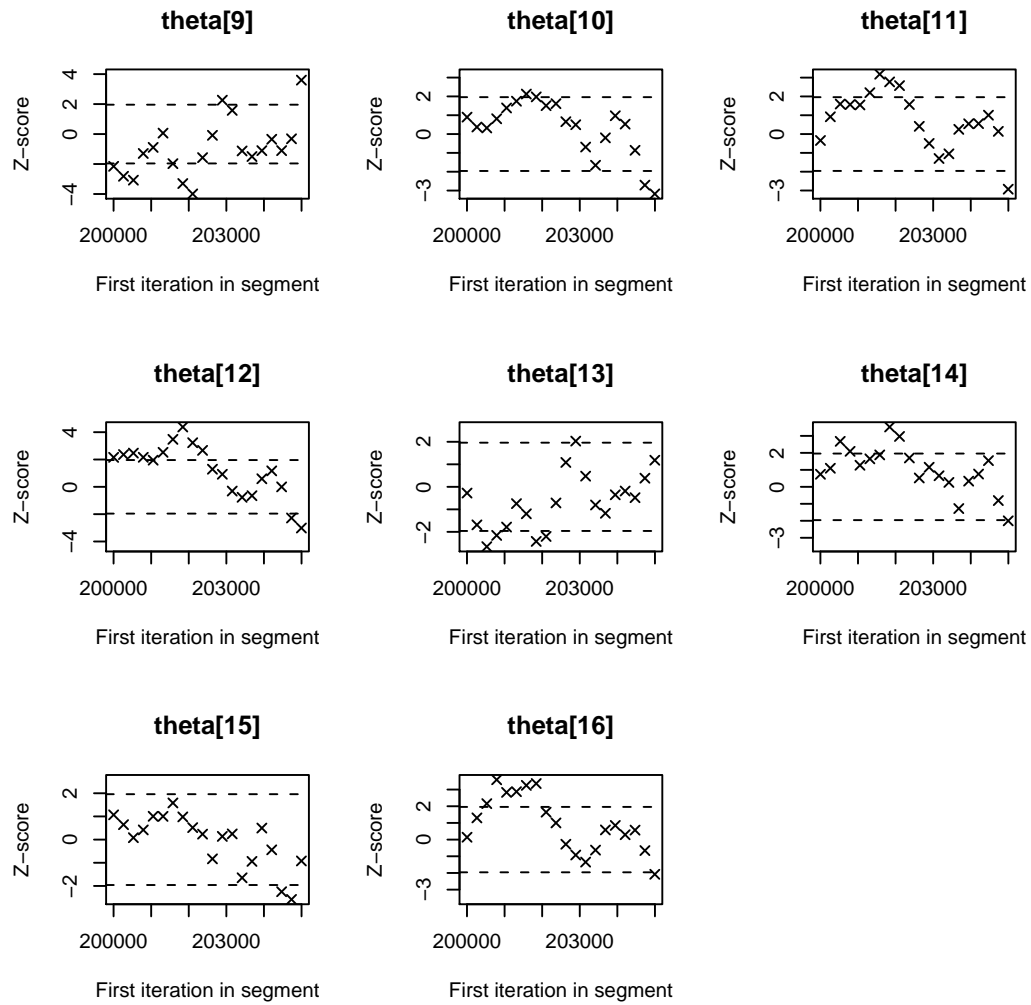 theta[9]
Z−score
−4 −2 0 2 4
200000 203000
First iteration in segment
theta[10]
Z−score
−3 0 2
200000 203000
First iteration in segment
theta[11]
Z−score
−3 0 2
200000 203000
First iteration in segment
theta[12]
Z−score
−4 0 2 4
200000 203000
First iteration in segment
theta[13]
Z−score
−2 0 2
200000 203000
First iteration in segment
theta[14]
Z−score
−3 0 2
200000 203000
First iteration in segment
theta[15]
Z−score
−2 0 2
200000 203000
First iteration in segment
theta[16]
Z−score
−3 0 2
200000 203000
First iteration in segment